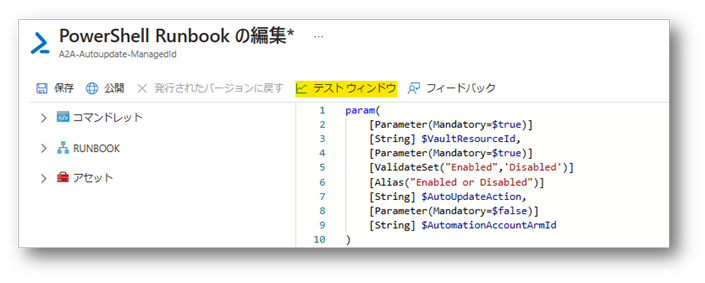 PowerShell Runbook の編集* ...
A2A-Autoupdate-ManagedId
保存 公開 発行されたバージョンに戻す テスト ウィンドウ フィードバック
コマンドレット
RUNBOOK
アセット
1 param(
2 [Parameter(Mandatory=$true)]
3 [String] $VaultResourceId,
4 [Parameter(Mandatory=$true)]
5 [ValidateSet("Enabled",'Disabled')]
6 [Alias("Enabled or Disabled")]
7 [String] $AutoUpdateAction,
8 [Parameter(Mandatory=$false)]
9 [String] $AutomationAccountArmId
10 )